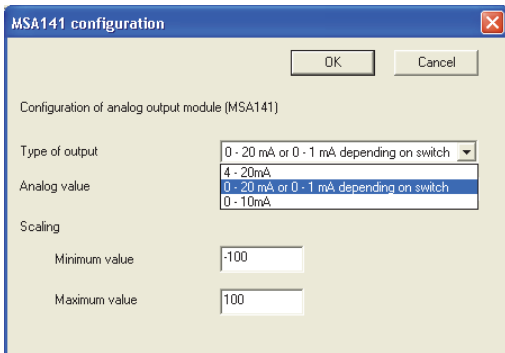 MSA141 configuration
OK Cancel
Configuration of analog output module (MSA141)
Type of output 0 - 20 mA or 0 - 1 mA depending on switch
4 - 20mA
Analog value 0 - 20 mA or 0 - 1 mA depending on switch
0 - 10mA
Scaling
Minimum value -100
Maximum value 100